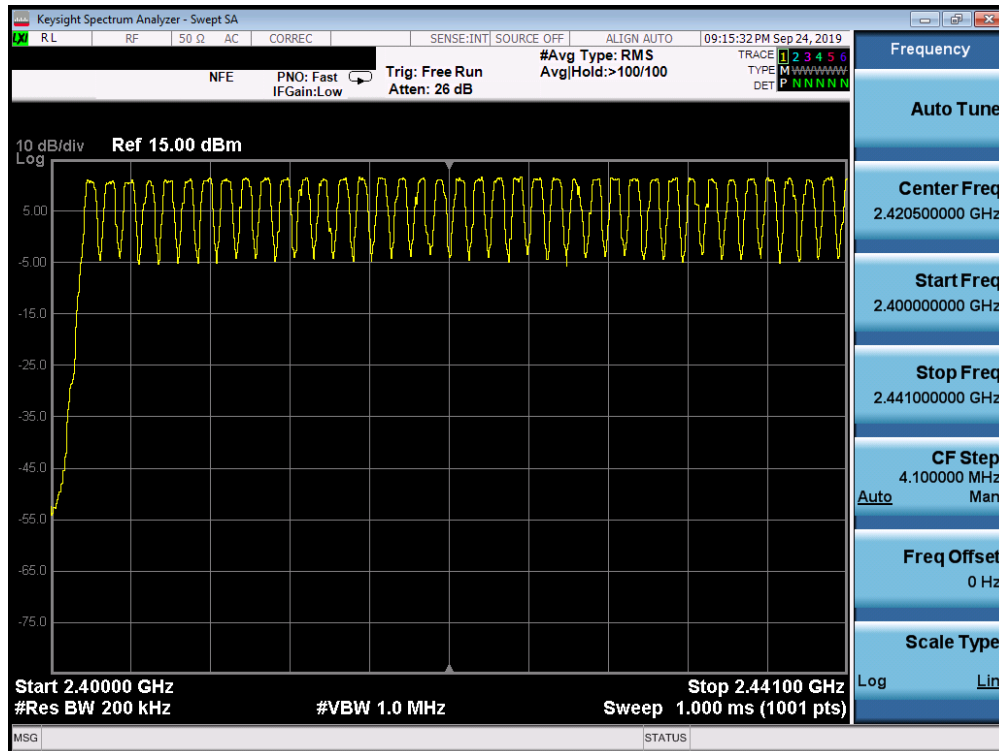 Keysight Spectrum Analyzer - Swept SA
LXI RL RF 50 Ω AC CORREC SENSE:INT SOURCE OFF ALIGN AUTO 09:15:32 PM Sep 24, 2019
NFE PNO: Fast Trig: Free Run #Avg Type: RMS TRACE 1 2 3 4 5 6
IFGain:Low Atten: 26 dB Avg|Hold:>100/100 TYPE M WWWWW
DET P N N N N N
10 dB/div Ref 15.00 dBm
Log
5.00
-5.00
-15.0
-25.0
-35.0
-45.0
-55.0
-65.0
-75.0
Start 2.40000 GHz Stop 2.44100 GHz
#Res BW 200 kHz #VBW 1.0 MHz Sweep 1.000 ms (1001 pts)
MSG STATUS
Frequency
Auto Tune
Center Freq
2.420500000 GHz
Start Freq
2.400000000 GHz
Stop Freq
2.441000000 GHz
CF Step
4.100000 MHz
Auto Man
Freq Offset
0 Hz
Scale Type
Log Lin